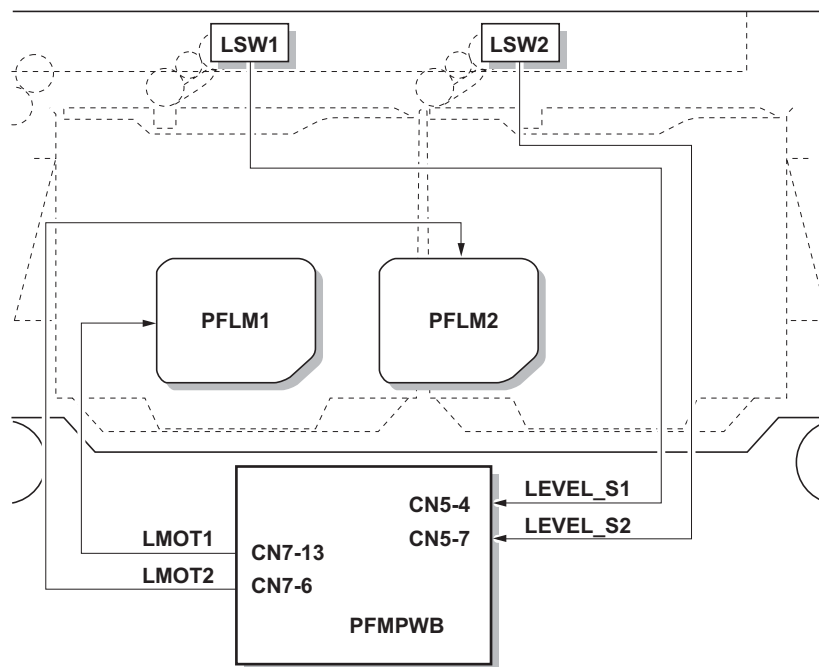 LSW1
LSW2
PFLM1
PFLM2
LEVEL_S1
CN5-4
LEVEL_S2
CN5-7
LMOT1
CN7-13
LMOT2
CN7-6
PFMPWB